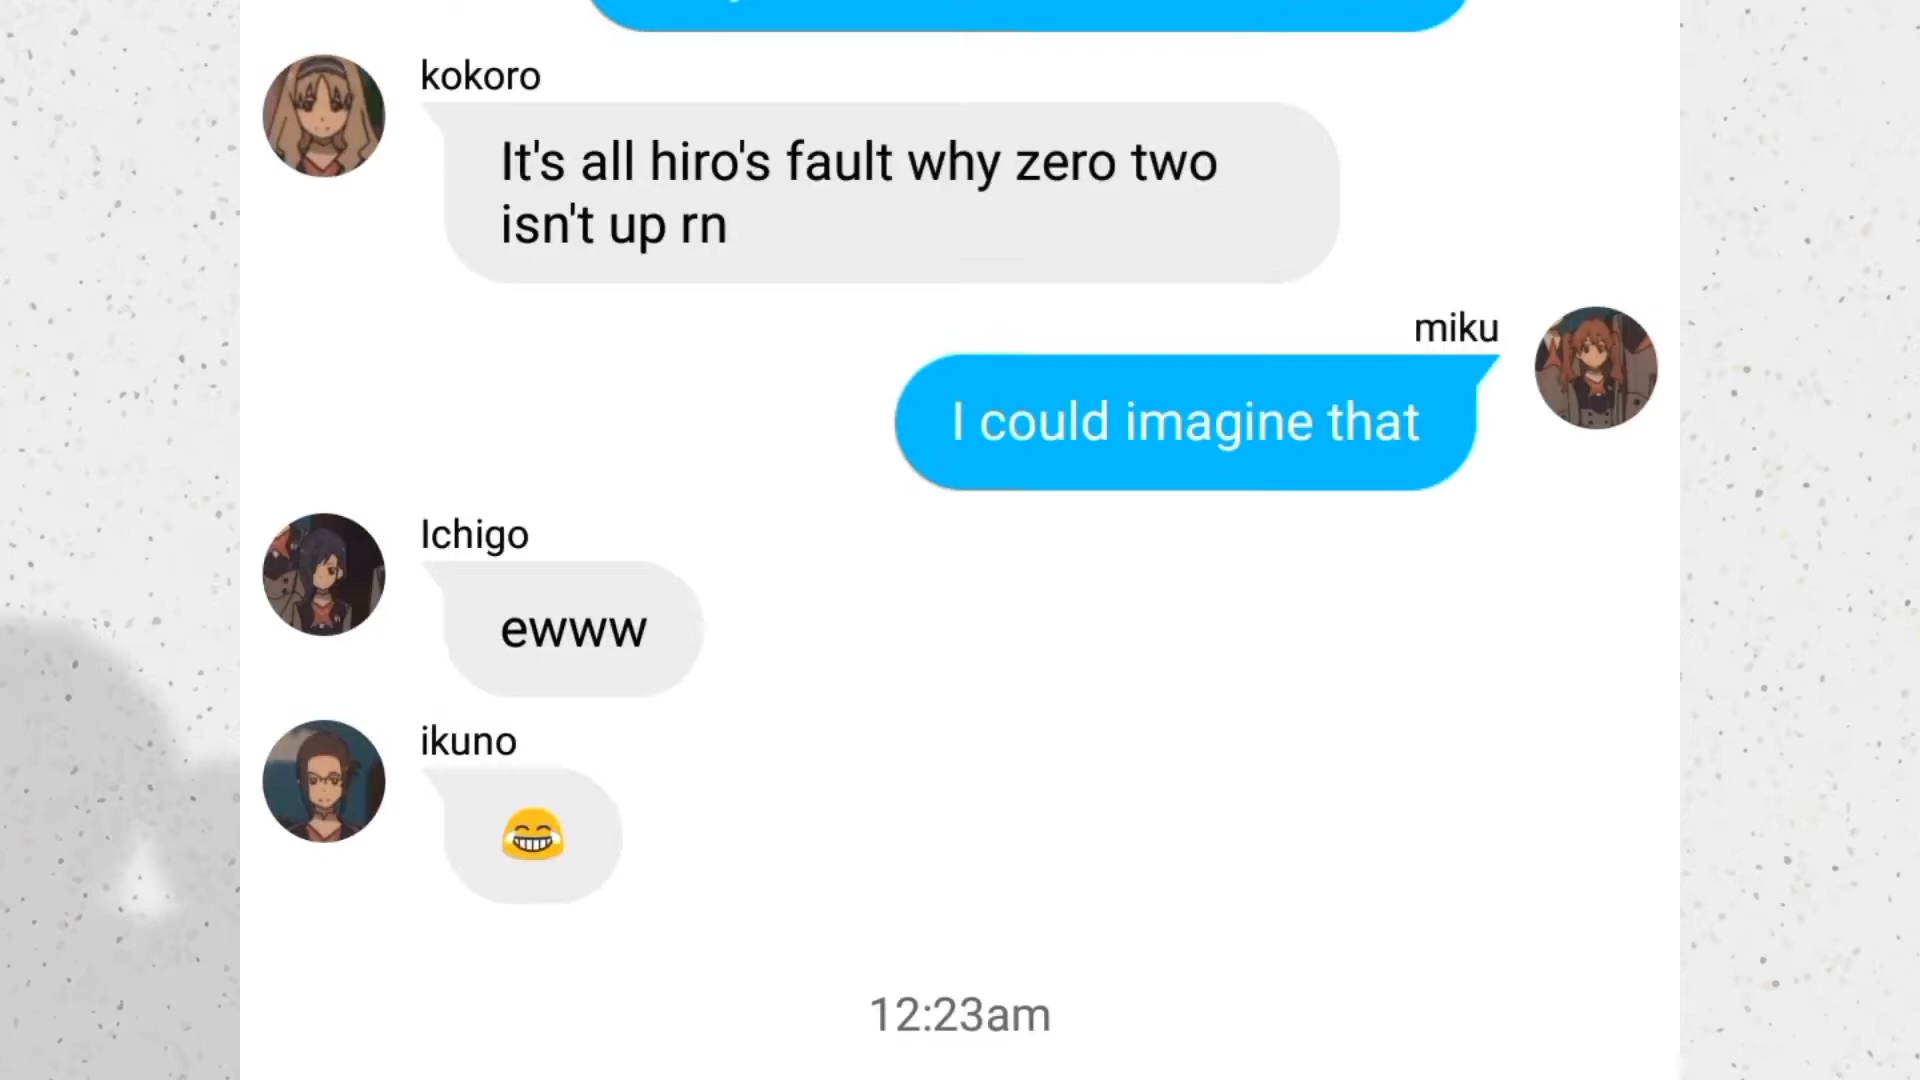 kokoro
It's all hiro's fault why zero two
isn't up rn
miku
I could imagine that
Ichigo
ewww
ikuno
😂
12:23am